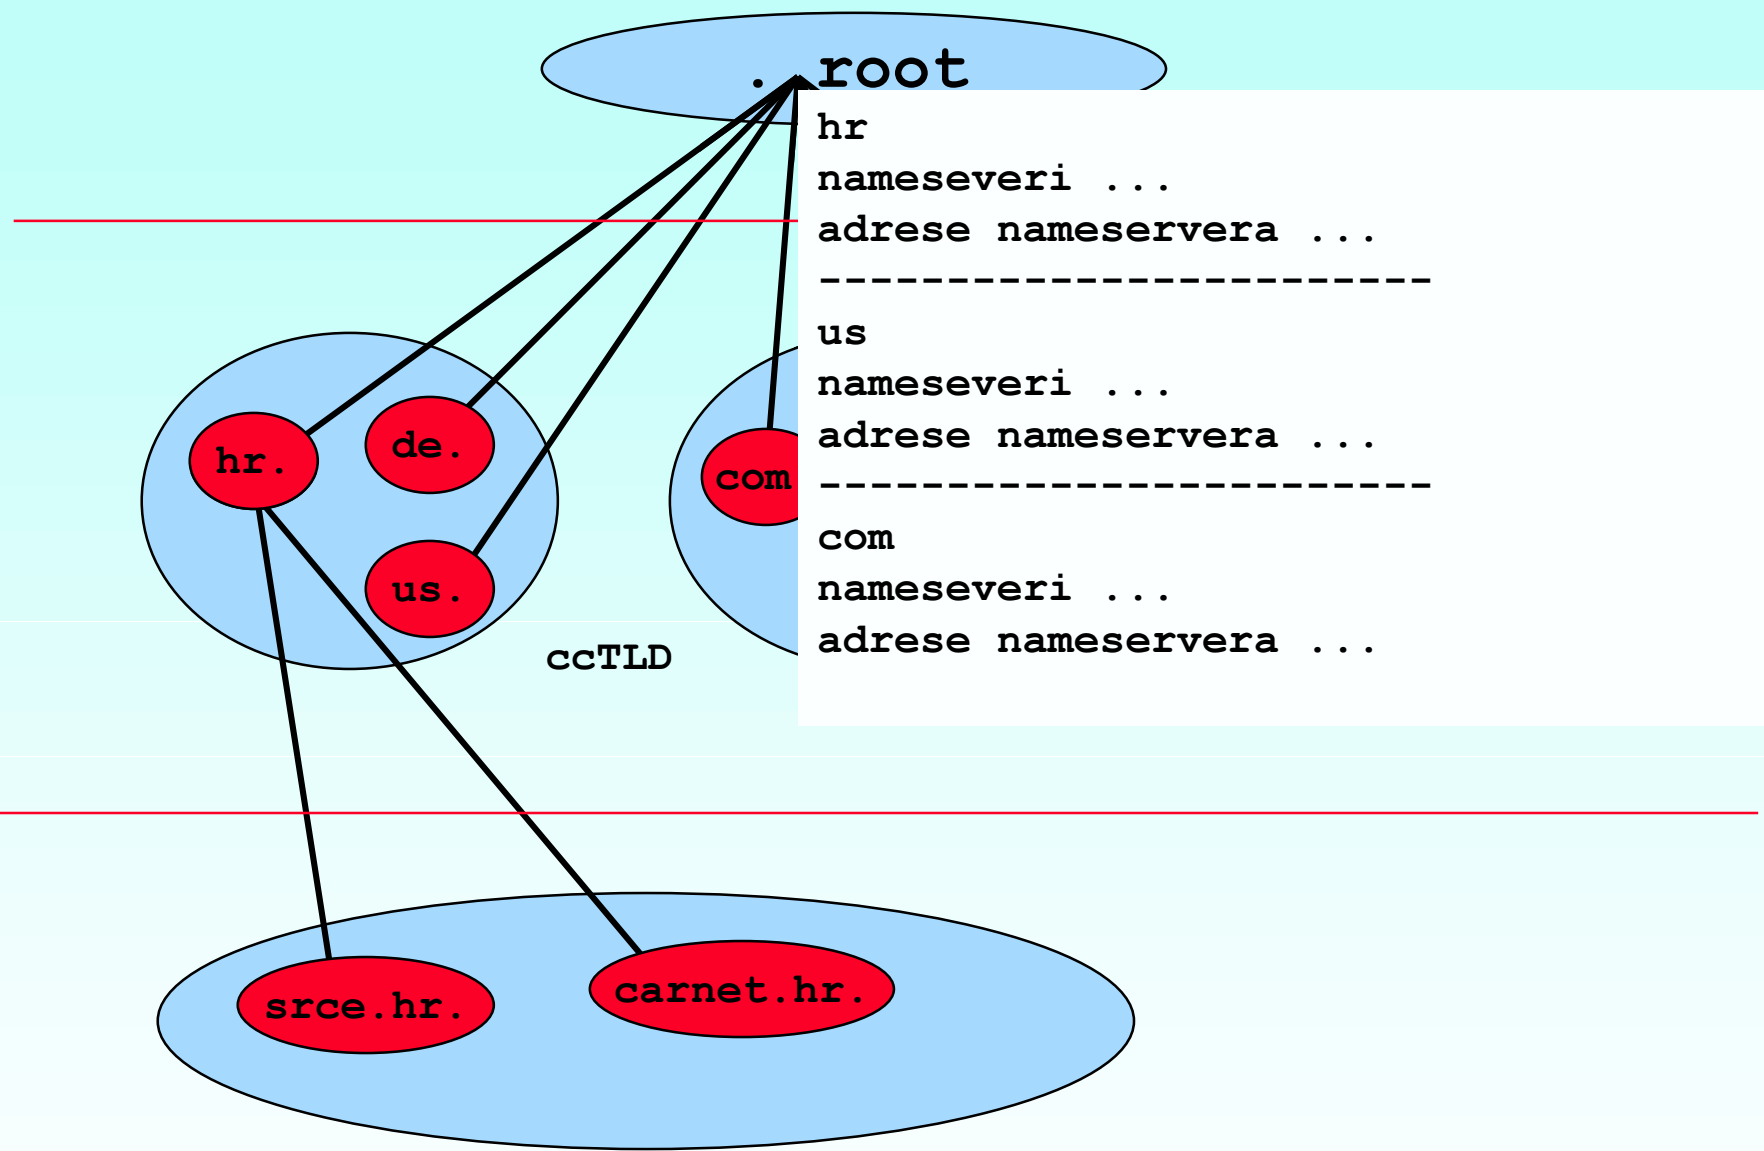 . root
hr
nameseveri ...
adrese nameservera ...
------------------------
us
nameseveri ...
adrese nameservera ...
------------------------
com
nameseveri ...
adrese nameservera ...
hr.
de.
us.
com
ccTLD
srce.hr.
carnet.hr.